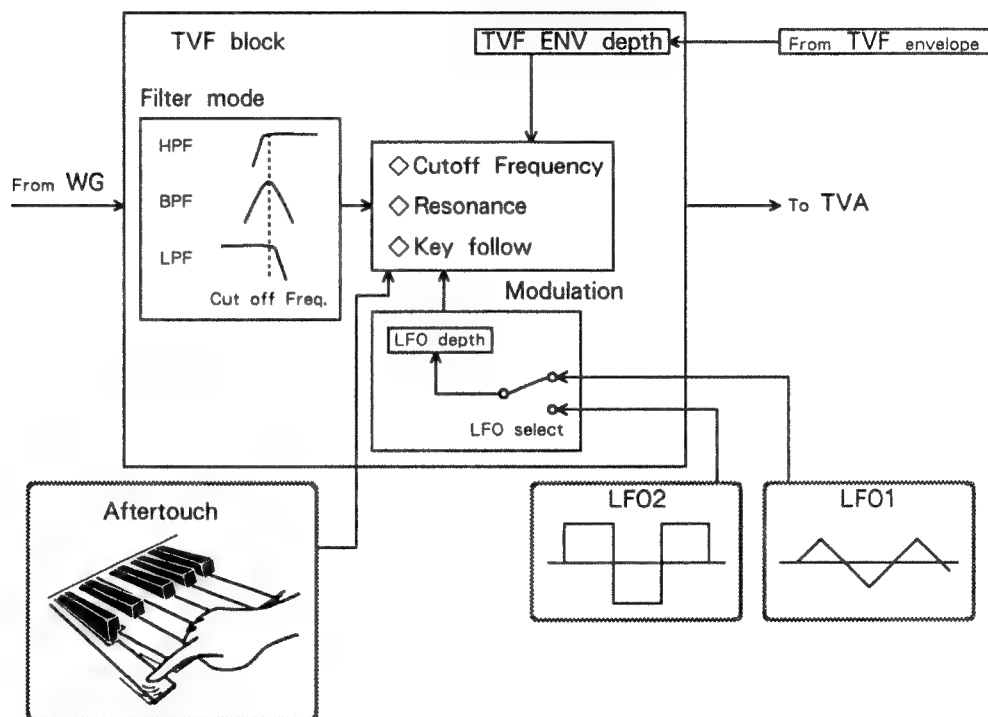 TVF block
TVF ENV depth
From TVF envelope
Filter mode
HPF
BPF
LPF
Cut off Freq.
From WG
◇ Cutoff Frequency
◇ Resonance
◇ Key follow
To TVA
Modulation
LFO depth
LFO select
Aftertouch
LFO2
LFO1